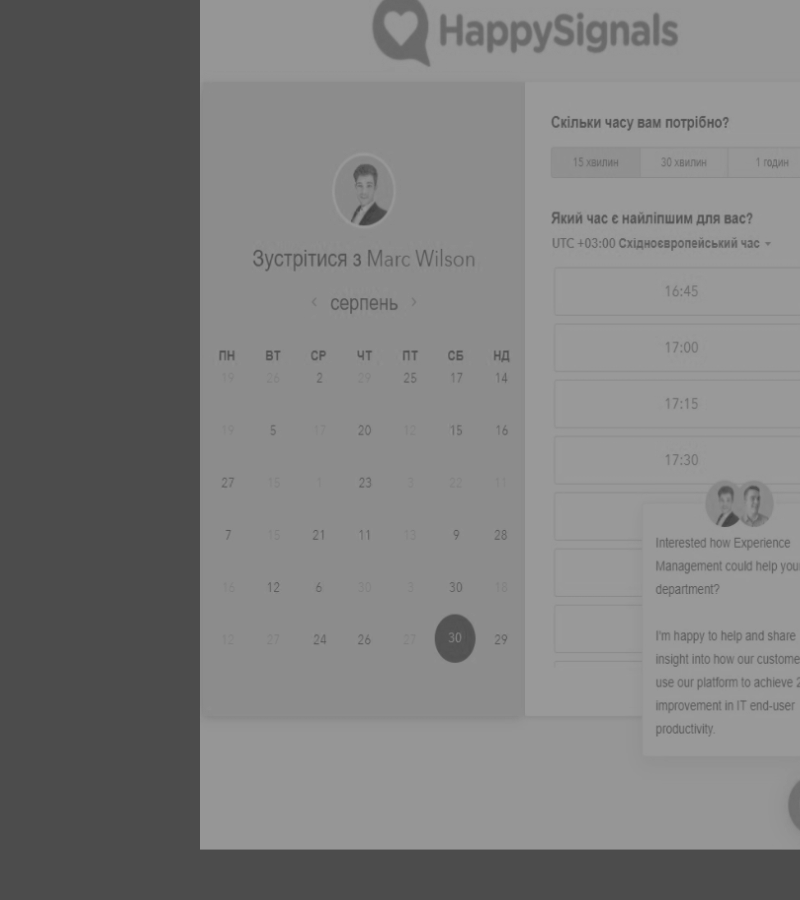 HappySignals
Скільки часу вам потрібно?
15 хвилин 30 хвилин 1 годин
Який час є найліпшим для вас?
UTC +03:00 Східноєвропейський час
16:45
17:00
17:15
17:30
Зустрітися з Marc Wilson
‹ серпень ›
ПН ВТ СР ЧТ ПТ СБ НД
19 26 2 29 25 17 14
19 5 17 20 12 15 16
27 15 1 23 7 22 11
7 15 21 11 13 9 28
16 12 6 30 3 30 18
12 27 24 26 27 30 29
Interested how Experience
Management could help your
department?
I'm happy to help and share
insight into how our custome
use our platform to achieve 2
improvement in IT end-user
productivity.